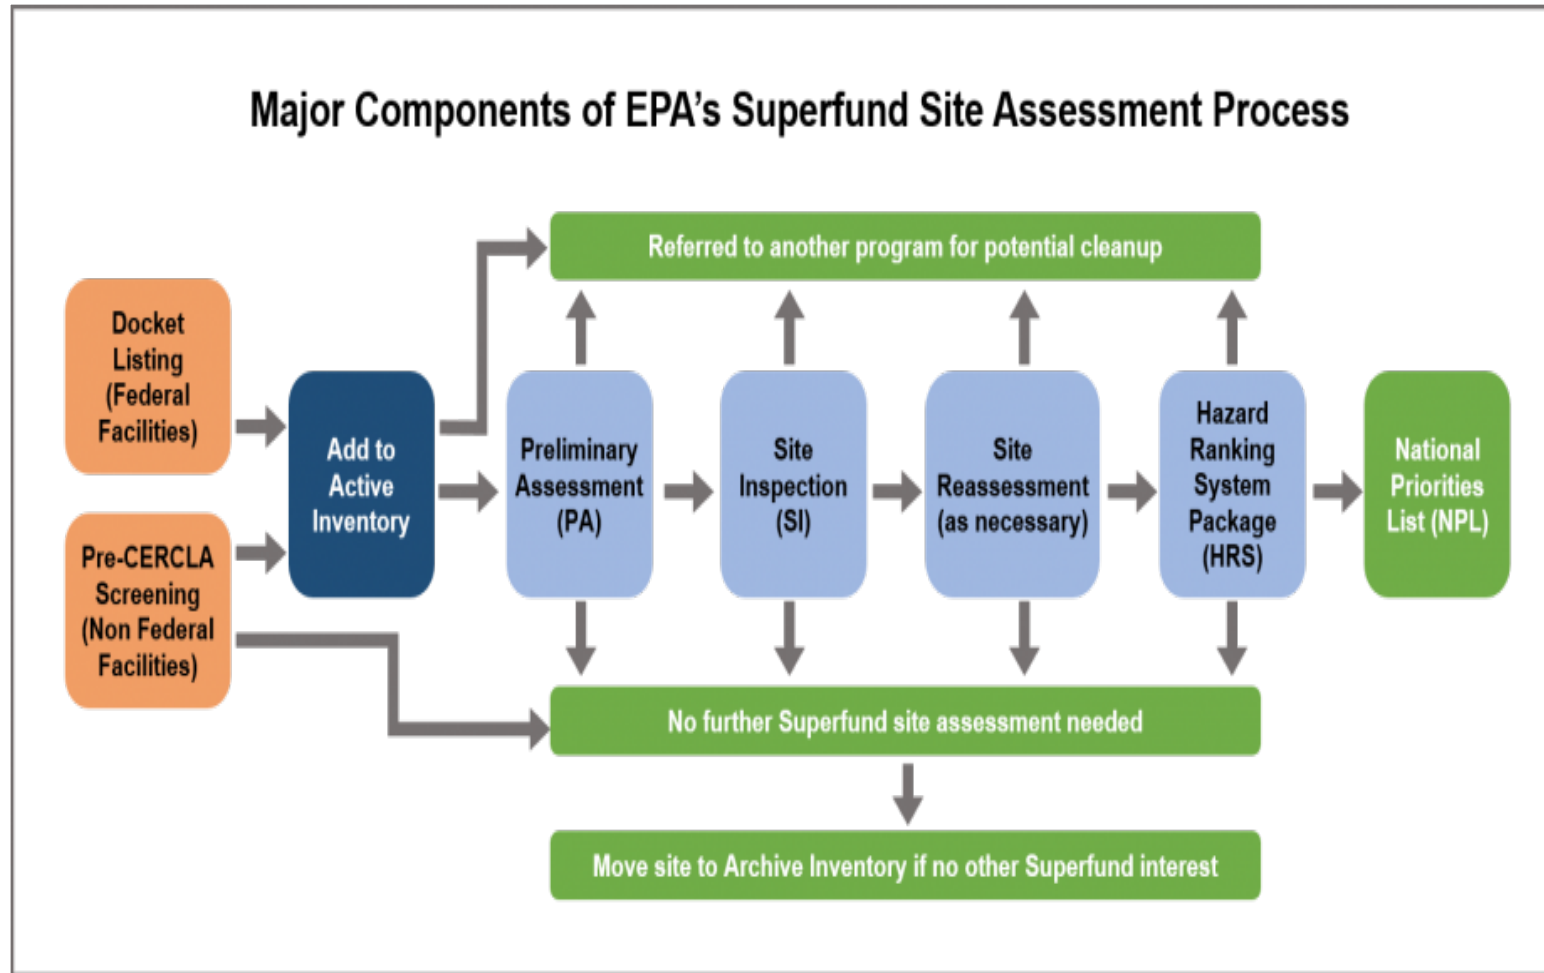 Major Components of EPA's Superfund Site Assessment Process
Referred to another program for potential cleanup
Docket
Listing
(Federal
Facilities)
Pre-CERCLA
Screening
(Non Federal
Facilities)
Add to
Active
Inventory
Preliminary
Assessment
(PA)
Site
Inspection
(SI)
Site
Reassessment
(as necessary)
Hazard
Ranking
System
Package
(HRS)
National
Priorities
List (NPL)
No further Superfund site assessment needed
Move site to Archive Inventory if no other Superfund interest